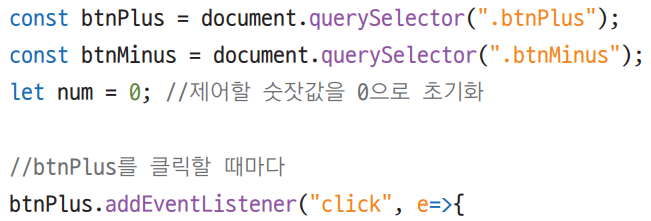 const btnPlus = document.querySelector(".btnPlus");
const btnMinus = document.querySelector(".btnMinus");
let num = 0; //제어할 숫잣값을 0으로 초기화
//btnPlus를 클릭할 때마다
btnPlus.addEventListener("click", e=>{